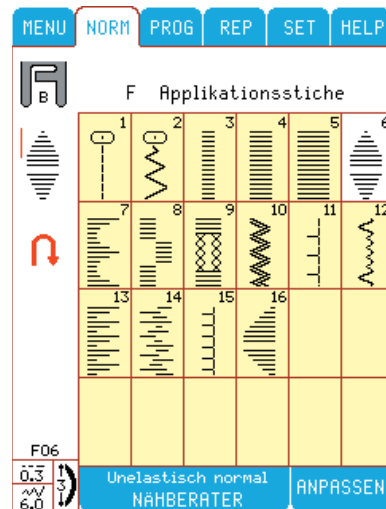 MENU NORM PROG REP SET HELP
B
F Applikationsstiche
1 2 3 4 5 6
7 8 9 10 11 12
13 14 15 16
F06
0.3 3
6.0
Unelastisch normal
NÄHBERATER
ANPASSEN